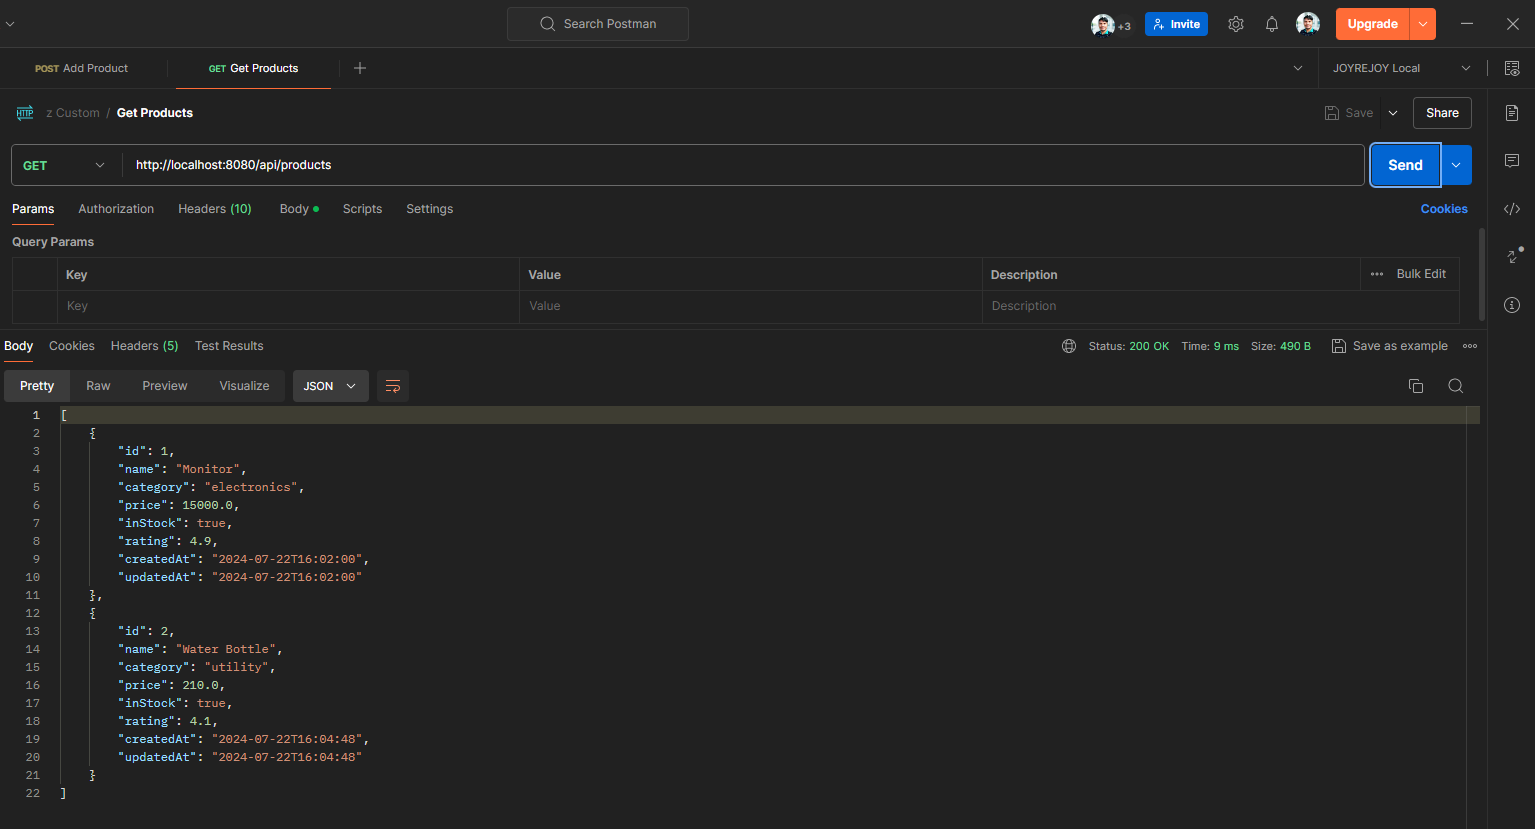 Search Postman
+3
Invite
Upgrade
POST Add Product
GET Get Products
JOYREJOY Local
HTTP z Custom / Get Products
Save
Share
GET
http://localhost:8080/api/products
Send
Params Authorization Headers (10) Body Scripts Settings
Cookies
Query Params
Key Value Description
Bulk Edit
Key Value Description
Body Cookies Headers (5) Test Results
Status: 200 OK Time: 9 ms Size: 490 B
Save as example
Pretty Raw Preview Visualize JSON
1 [
2 {
3 "id": 1,
4 "name": "Monitor",
5 "category": "electronics",
6 "price": 15000.0,
7 "inStock": true,
8 "rating": 4.9,
9 "createdAt": "2024-07-22T16:02:00",
10 "updatedAt": "2024-07-22T16:02:00"
11 },
12 {
13 "id": 2,
14 "name": "Water Bottle",
15 "category": "utility",
16 "price": 210.0,
17 "inStock": true,
18 "rating": 4.1,
19 "createdAt": "2024-07-22T16:04:48",
20 "updatedAt": "2024-07-22T16:04:48"
21 }
22 ]